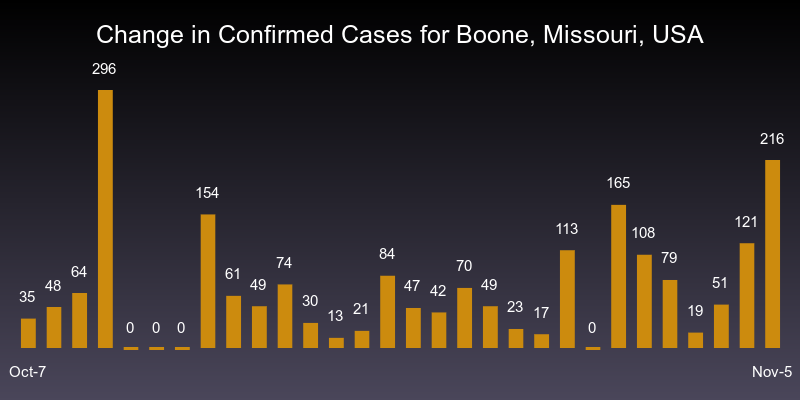 Change in Confirmed Cases for Boone, Missouri, USA
35 48 64 296 0 0 0 154 61 49 74 30 13 21 84 47 42 70 49 23 17 113 0 165 108 79 19 51 121 216
Oct-7 Nov-5